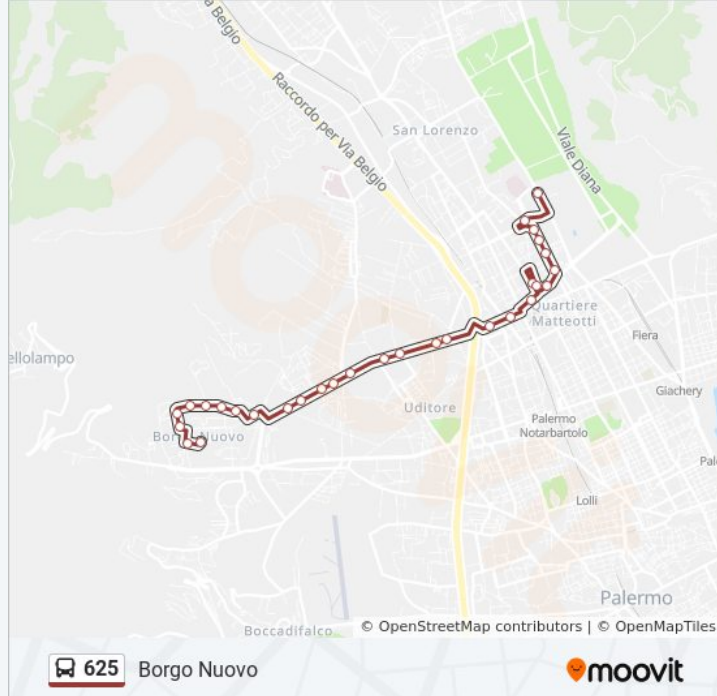 a Belgio
Raccordo per Via Belgio
San Lorenzo
Viale Diana
Quartiere
Matteotti
Fiera
ellolampo
Giachery
Uditore
Palermo
Notarbartolo
Borgo Nuovo
Pal
Lolli
Palermo
Boccadifalco
© OpenStreetMap contributors | © OpenMapTiles
625 Borgo Nuovo
moovit